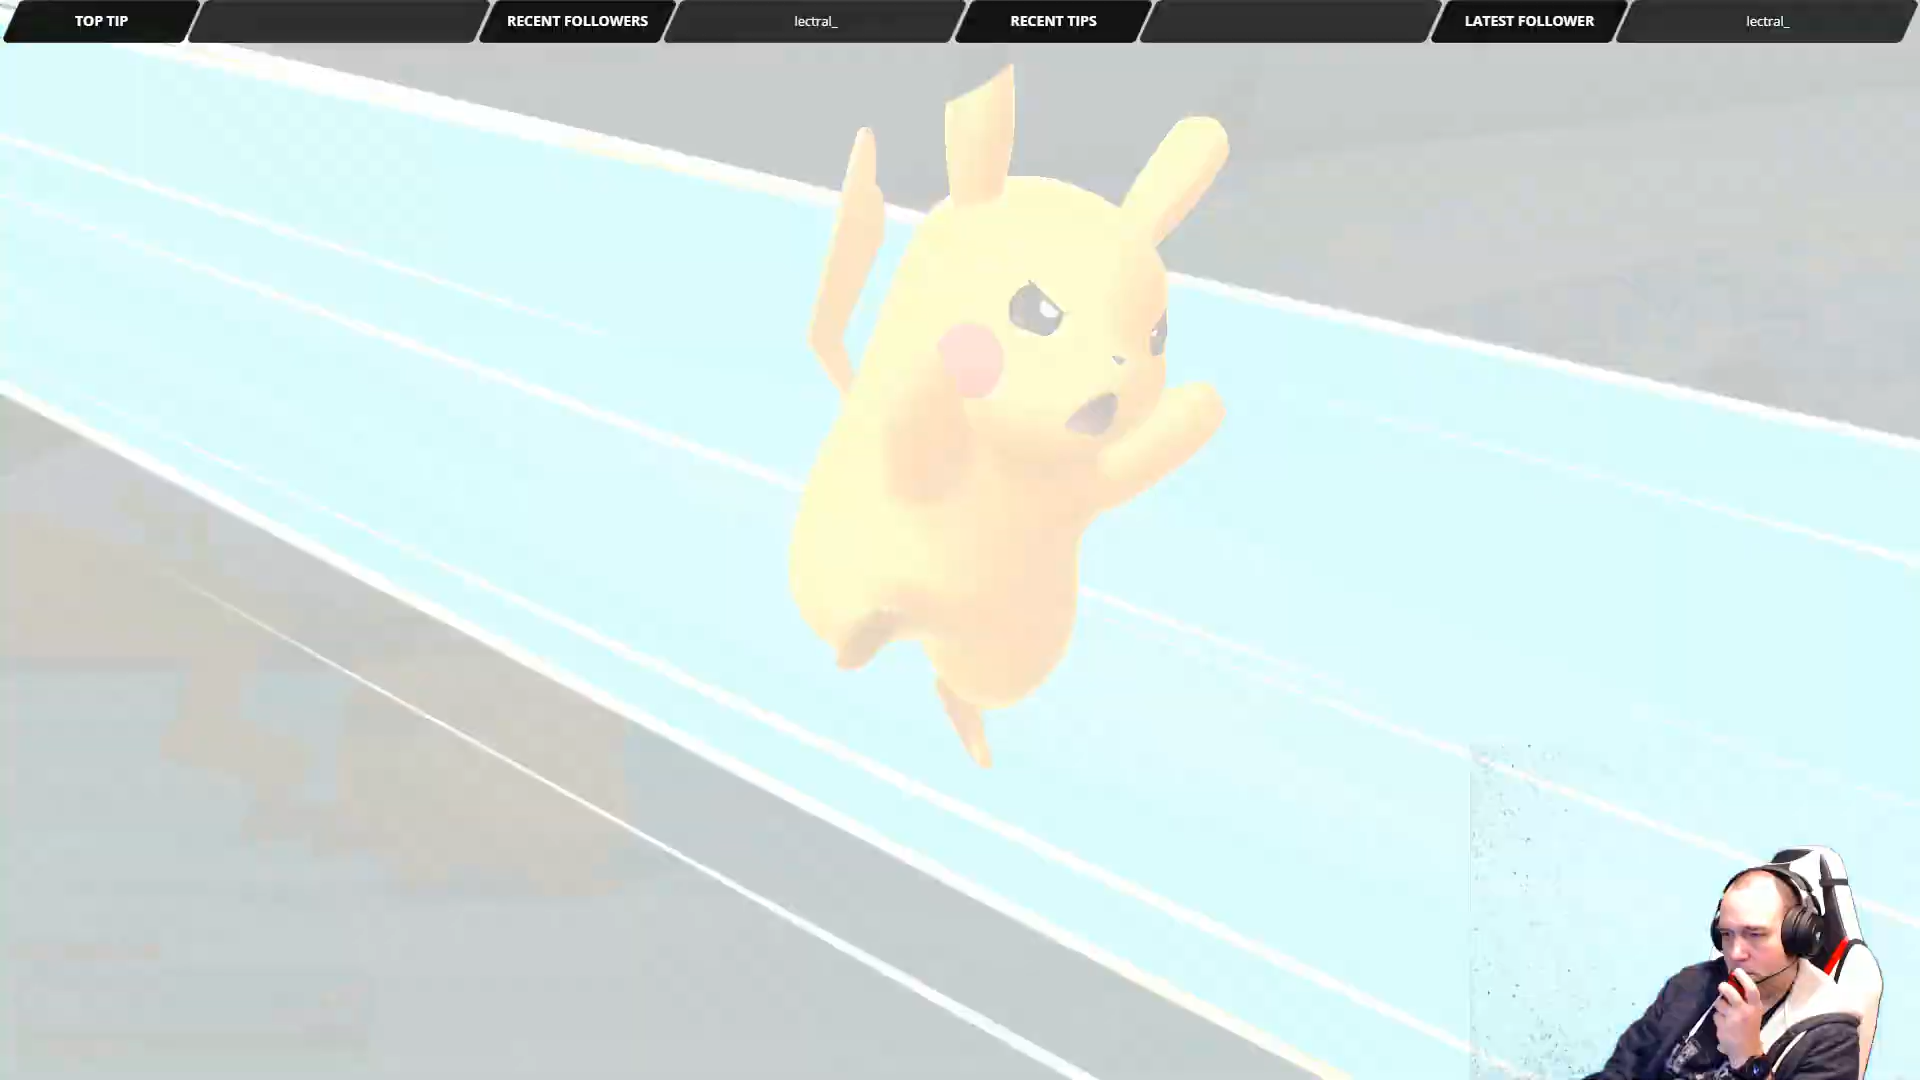 TOP TIP
RECENT FOLLOWERS
lectral_
RECENT TIPS
LATEST FOLLOWER
lectral_